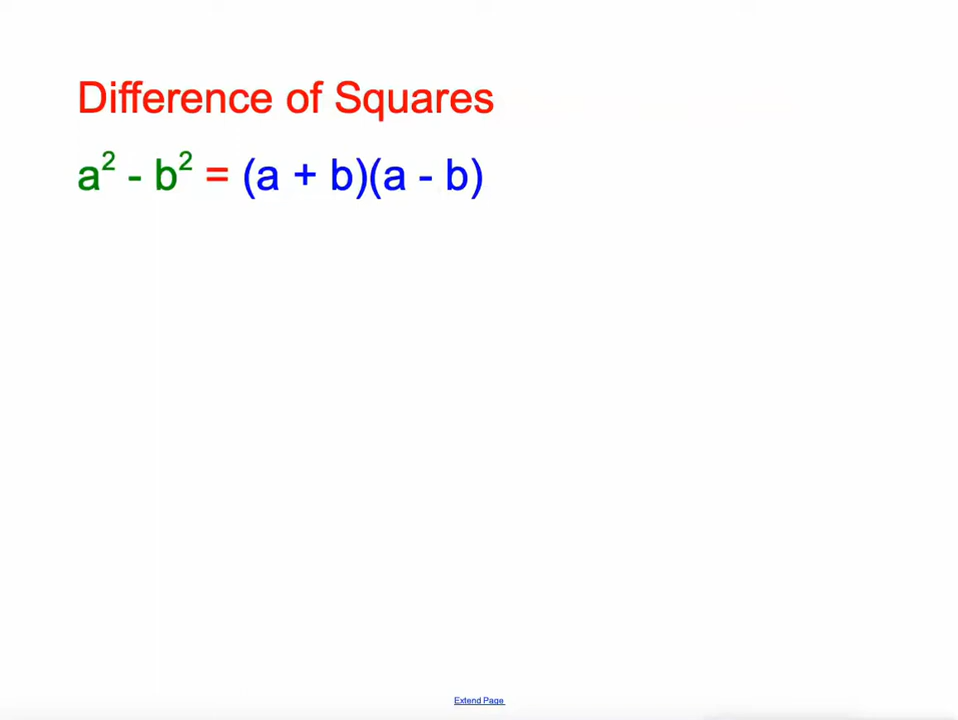 Difference of Squares
a² - b² = (a + b)(a - b)
Extend Page